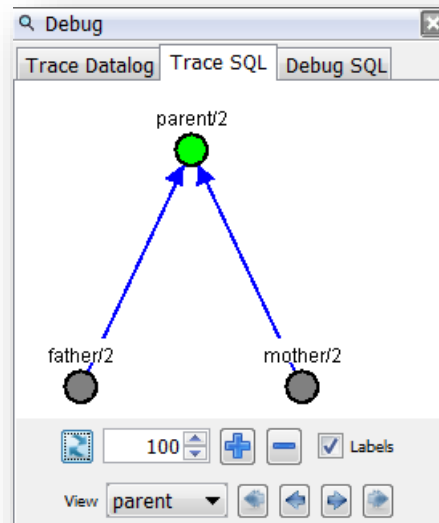 Debug
Trace Datalog Trace SQL Debug SQL
parent/2
father/2 mother/2
100 Labels
View parent